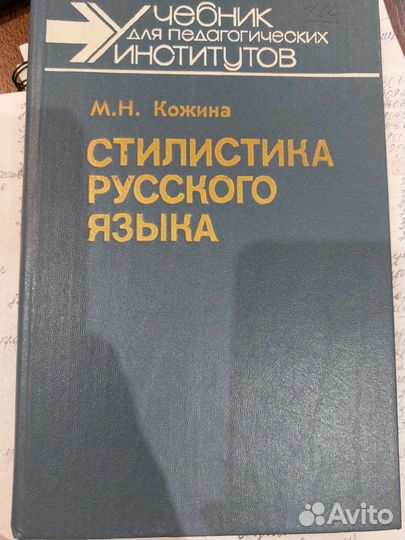 Учебник
для педагогических
институтов
М.Н. Кожина
СТИЛИСТИКА
РУССКОГО
ЯЗЫКА
Avito